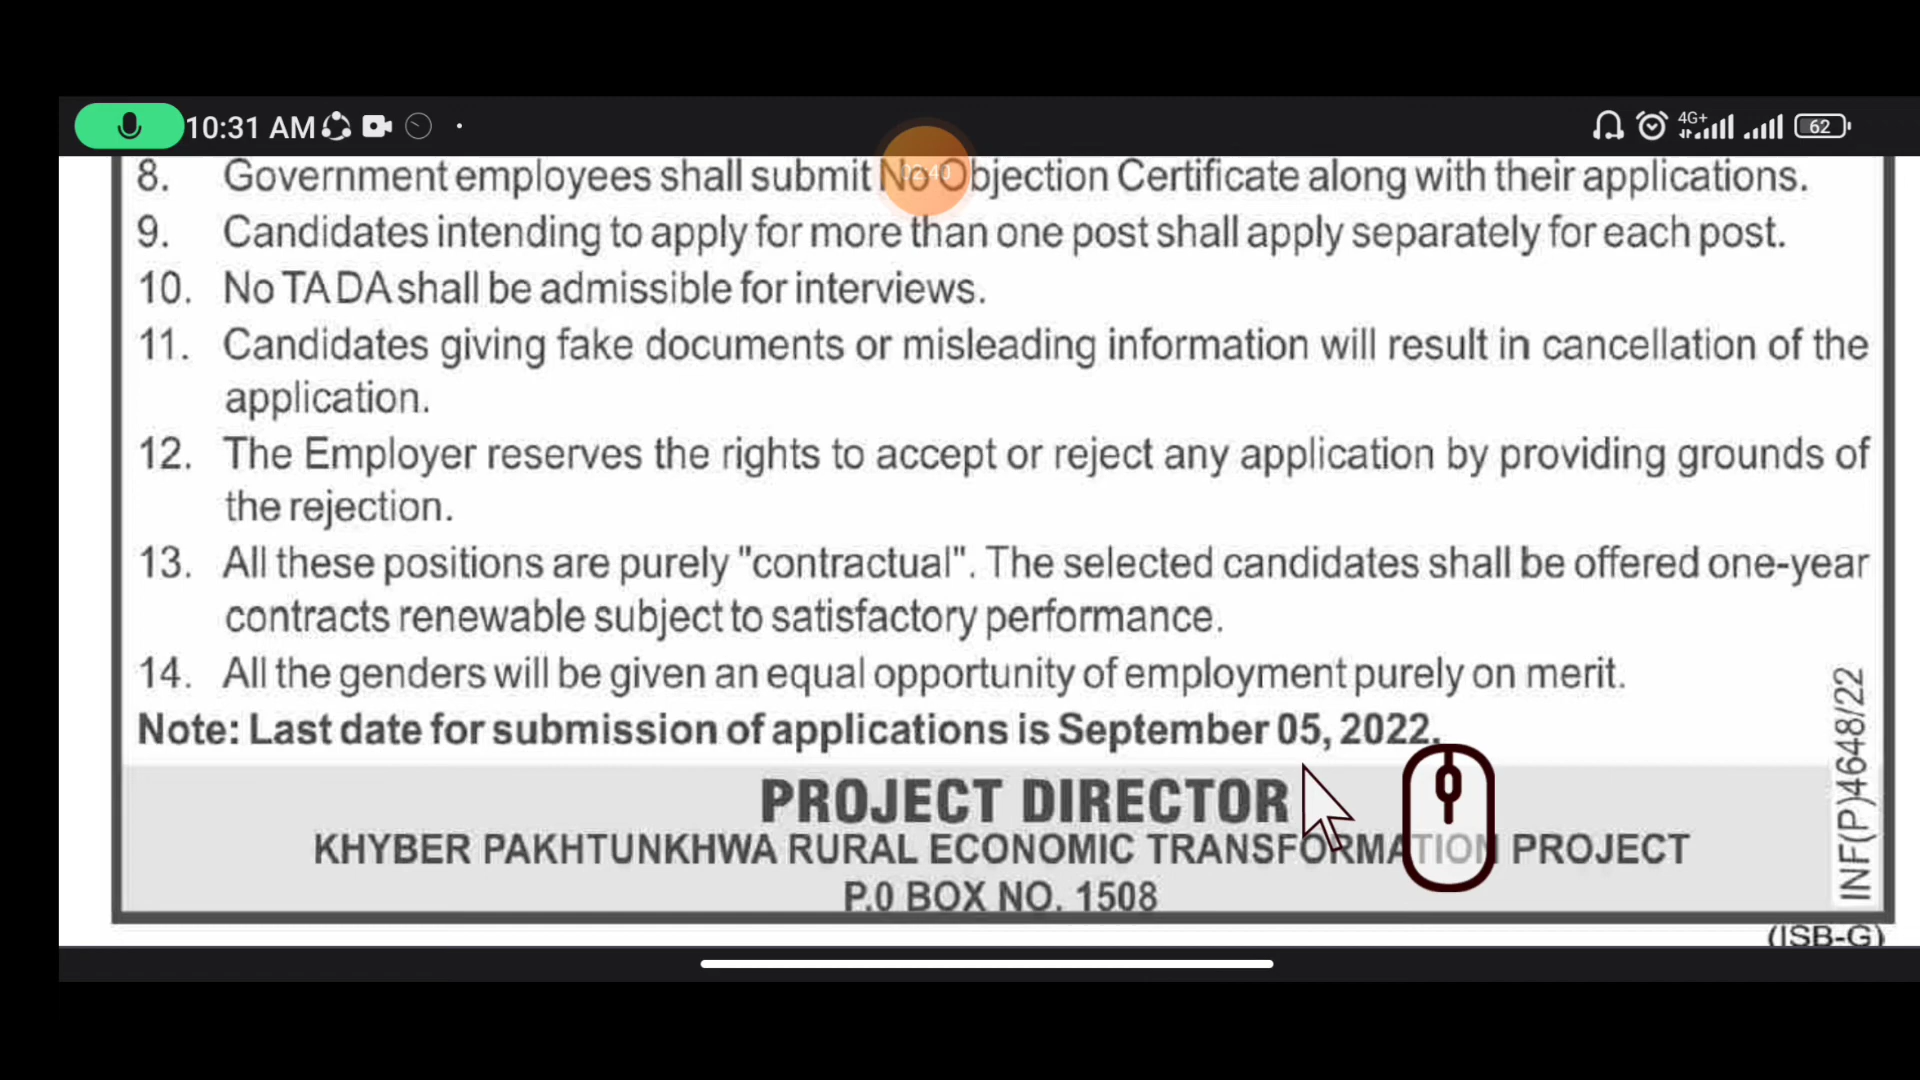 10:31 AM
4G+
62
02:40
8. Government employees shall submit No Objection Certificate along with their applications.
9. Candidates intending to apply for more than one post shall apply separately for each post.
10. No TA DA shall be admissible for interviews.
11. Candidates giving fake documents or misleading information will result in cancellation of the
application.
12. The Employer reserves the rights to accept or reject any application by providing grounds of
the rejection.
13. All these positions are purely "contractual". The selected candidates shall be offered one-year
contracts renewable subject to satisfactory performance.
14. All the genders will be given an equal opportunity of employment purely on merit.
Note: Last date for submission of applications is September 05, 2022.
PROJECT DIRECTOR
KHYBER PAKHTUNKHWA RURAL ECONOMIC TRANSFORMATION PROJECT
P.0 BOX NO. 1508
INF(P)4648/22
(ISB-G)